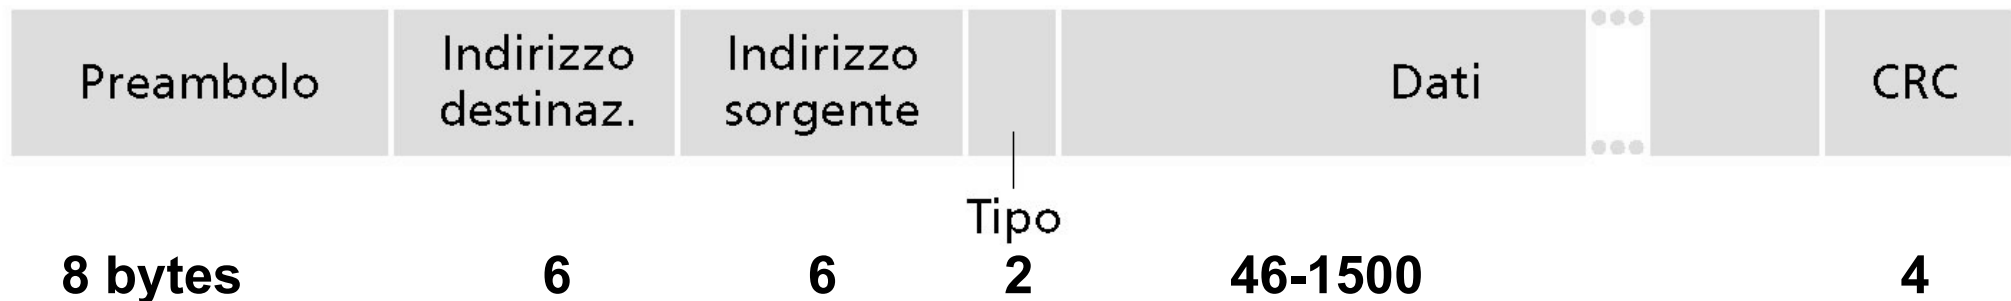 Preambolo
Indirizzo
destinaz.
Indirizzo
sorgente
Dati
CRC
Tipo
8 bytes 6 6 2 46-1500 4